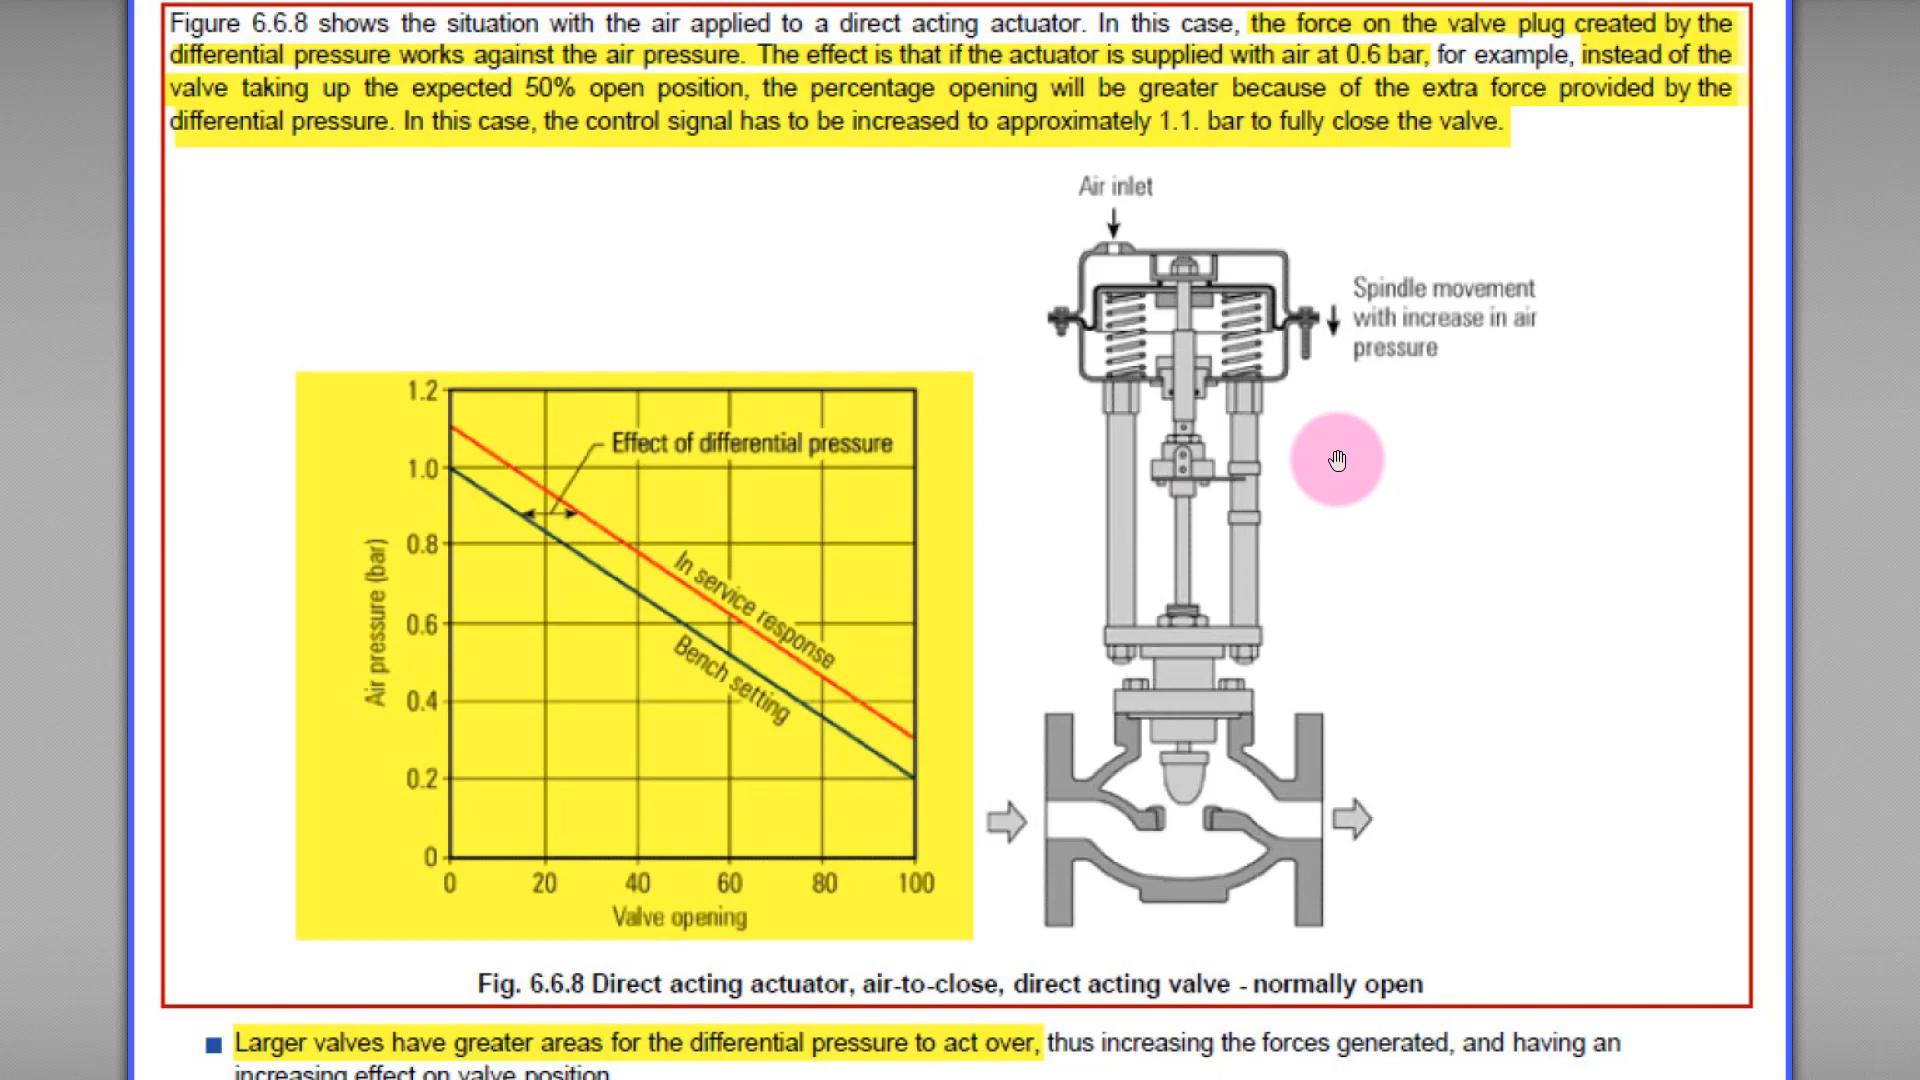 Figure 6.6.8 shows the situation with the air applied to a direct acting actuator. In this case, the force on the valve plug created by the
differential pressure works against the air pressure. The effect is that if the actuator is supplied with air at 0.6 bar, for example, instead of the
valve taking up the expected 50% open position, the percentage opening will be greater because of the extra force provided by the
differential pressure. In this case, the control signal has to be increased to approximately 1.1. bar to fully close the valve.
Air inlet
Spindle movement
with increase in air
pressure
1.2
Effect of differential pressure
1.0
0.8
In service response
Air pressure (bar)
0.6
Bench setting
0.4
0.2
0
0 20 40 60 80 100
Valve opening
Fig. 6.6.8 Direct acting actuator, air-to-close, direct acting valve - normally open
Larger valves have greater areas for the differential pressure to act over, thus increasing the forces generated, and having an
increasing effect on valve position.